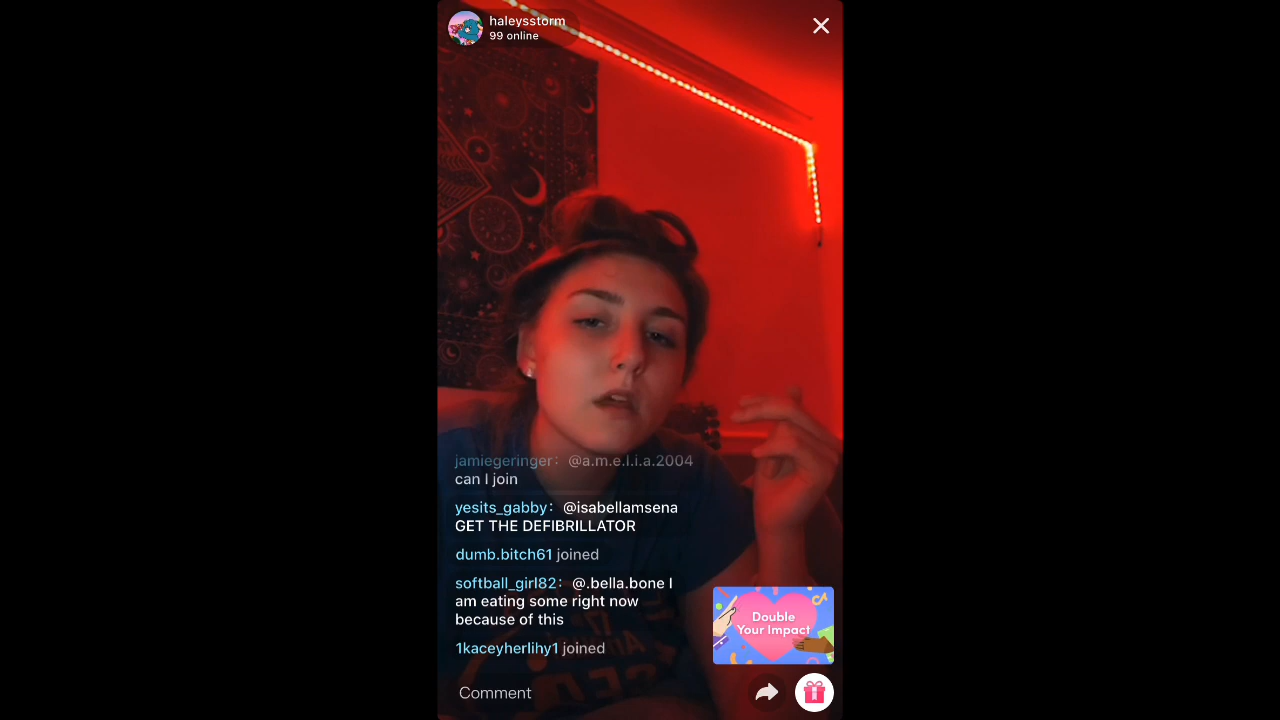 haleysstorm
99 online
jamiegeringer: @a.m.e.l.i.a.2004
can I join
yesits_gabby: @isabellamsena
GET THE DEFIBRILLATOR
dumb.bitch61 joined
softball_girl82: @.bella.bone I
am eating some right now
because of this
1kaceyherlihy1 joined
Double
Your Impact
Comment